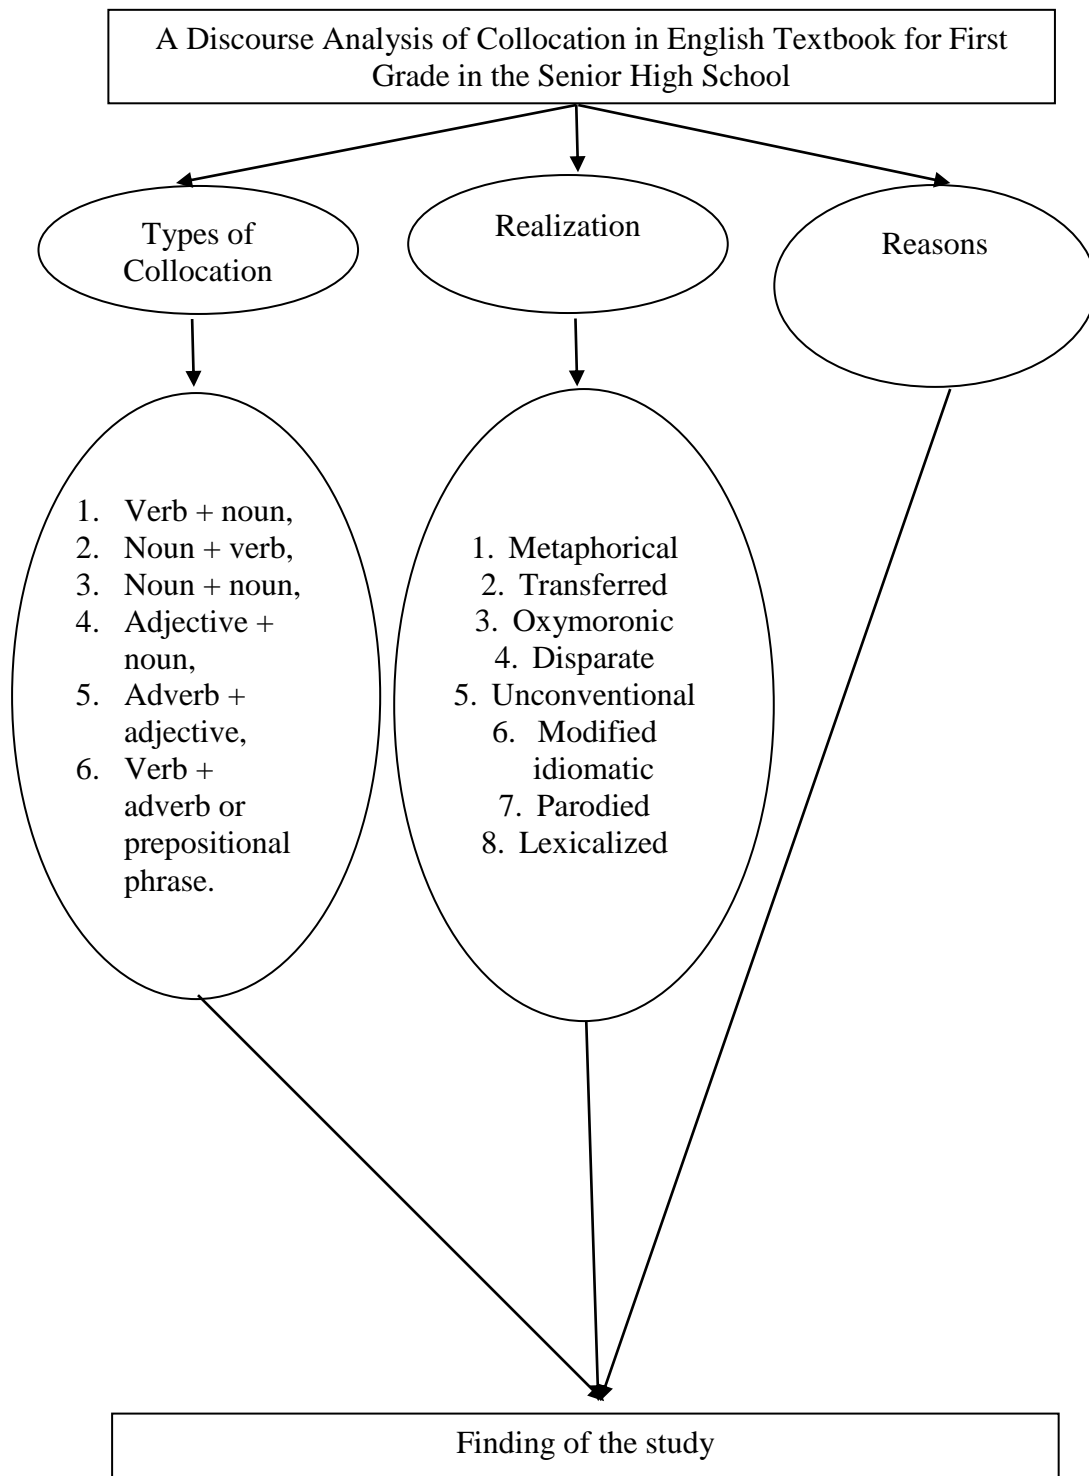 A Discourse Analysis of Collocation in English Textbook for First
Grade in the Senior High School
Types of
Collocation
Realization
Reasons
1. Verb + noun,
2. Noun + verb,
3. Noun + noun,
4. Adjective +
noun,
5. Adverb +
adjective,
6. Verb +
adverb or
prepositional
phrase.
1. Metaphorical
2. Transferred
3. Oxymoronic
4. Disparate
5. Unconventional
6. Modified
idiomatic
7. Parodied
8. Lexicalized
Finding of the study